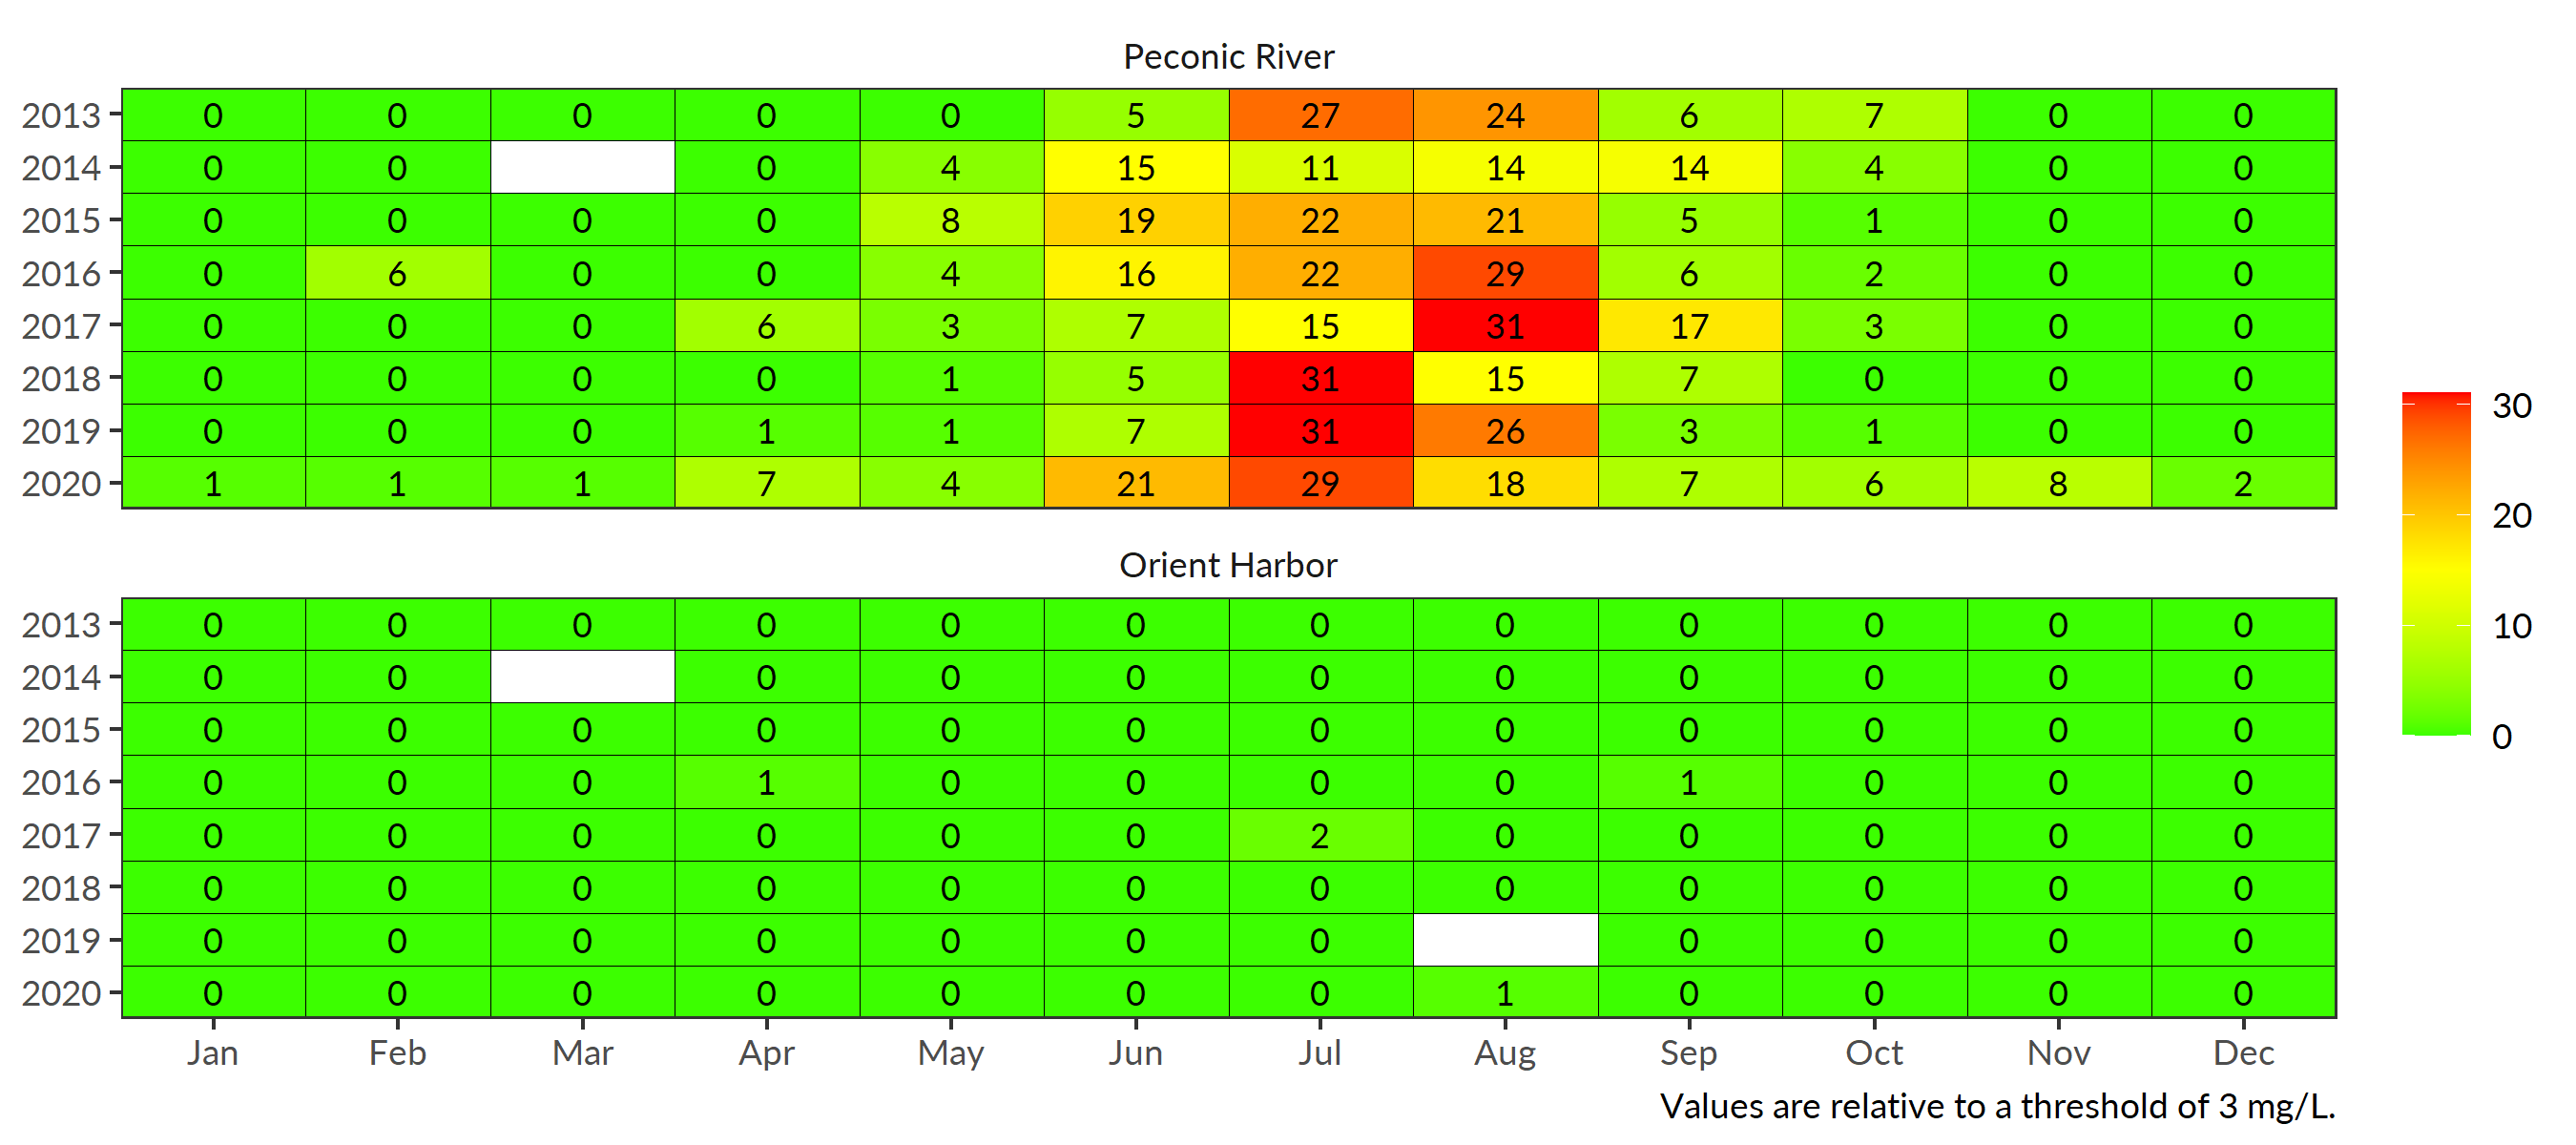 Peconic River
2013 0 0 0 0 0 5 27 24 6 7 0 0
2014 0 0 0 4 15 11 14 14 4 0 0
2015 0 0 0 0 8 19 22 21 5 1 0 0
2016 0 6 0 0 4 16 22 29 6 2 0 0
2017 0 0 0 6 3 7 15 31 17 3 0 0
2018 0 0 0 0 1 5 31 15 7 0 0 0
2019 0 0 0 1 1 7 31 26 3 1 0 0
2020 1 1 1 7 4 21 29 18 7 6 8 2
Orient Harbor
2013 0 0 0 0 0 0 0 0 0 0 0 0
2014 0 0 0 0 0 0 0 0 0 0 0
2015 0 0 0 0 0 0 0 0 0 0 0 0
2016 0 0 0 1 0 0 0 0 1 0 0 0
2017 0 0 0 0 0 0 2 0 0 0 0 0
2018 0 0 0 0 0 0 0 0 0 0 0 0
2019 0 0 0 0 0 0 0 0 0 0 0
2020 0 0 0 0 0 0 0 1 0 0 0 0
Jan Feb Mar Apr May Jun Jul Aug Sep Oct Nov Dec
Values are relative to a threshold of 3 mg/L.
30
20
10
0